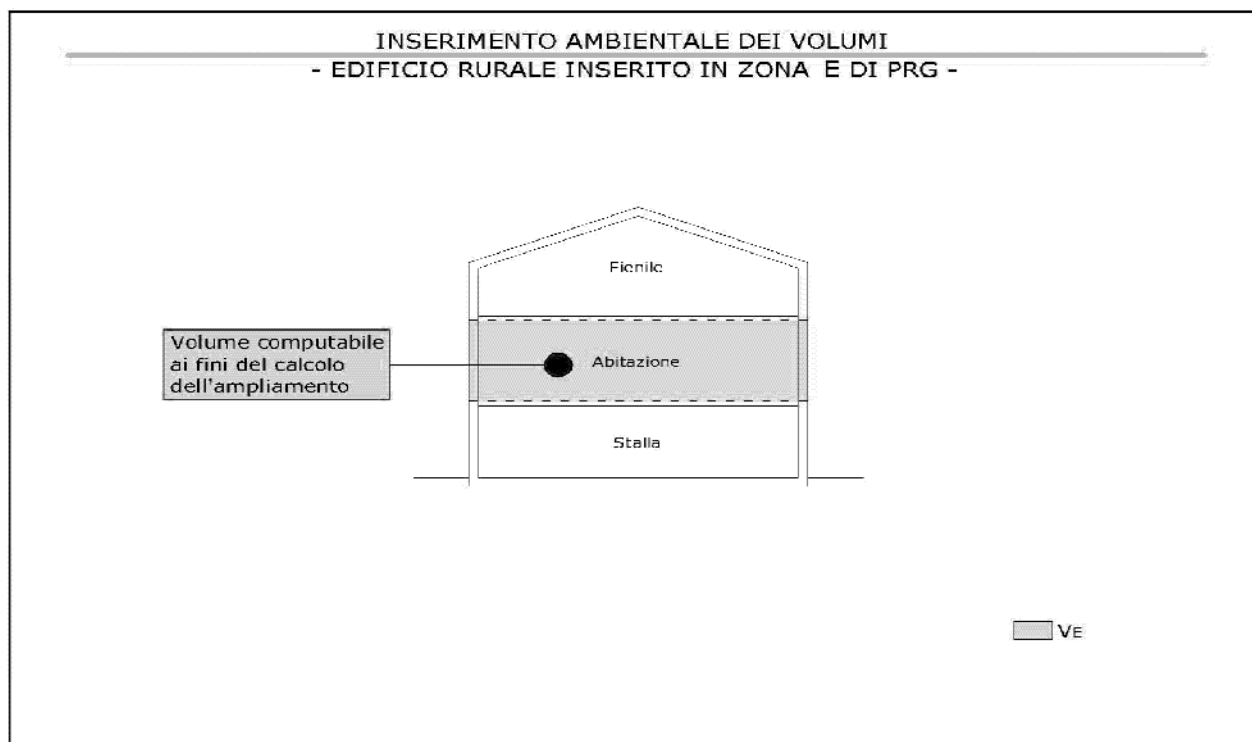 INSERIMENTO AMBIENTALE DEI VOLUMI
- EDIFICIO RURALE INSERITO IN ZONA E DI PRG -
Fienile
Volume computabile
ai fini del calcolo
dell'ampliamento
Abitazione
Stalla
VE